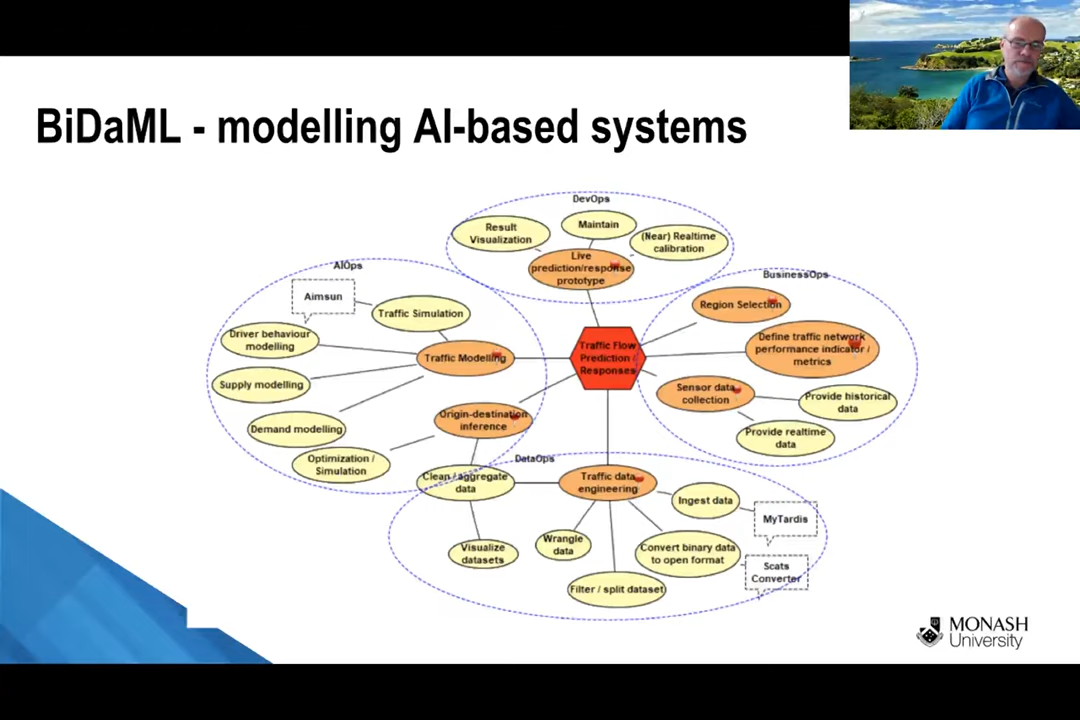 BiDaML - modelling AI-based systems
DevOps
Result
Visualization
Maintain
(Near) Realtime
calibration
Live
prediction/response
prototype
AIOps
Aimsun
Traffic Simulation
Driver behaviour
modelling
Traffic Modelling
Supply modelling
Demand modelling
Origin-destination
inference
Optimization /
Simulation
Traffic Flow
Prediction /
Responses
BusinessOps
Region Selection
Define traffic network
performance indicator /
metrics
Sensor data
collection
Provide historical
data
Provide realtime
data
DataOps
Clean / aggregate
data
Traffic data
engineering
Ingest data
MyTardis
Visualize
datasets
Wrangle
data
Convert binary data
to open format
Scats
Converter
Filter / split dataset
MONASH
University